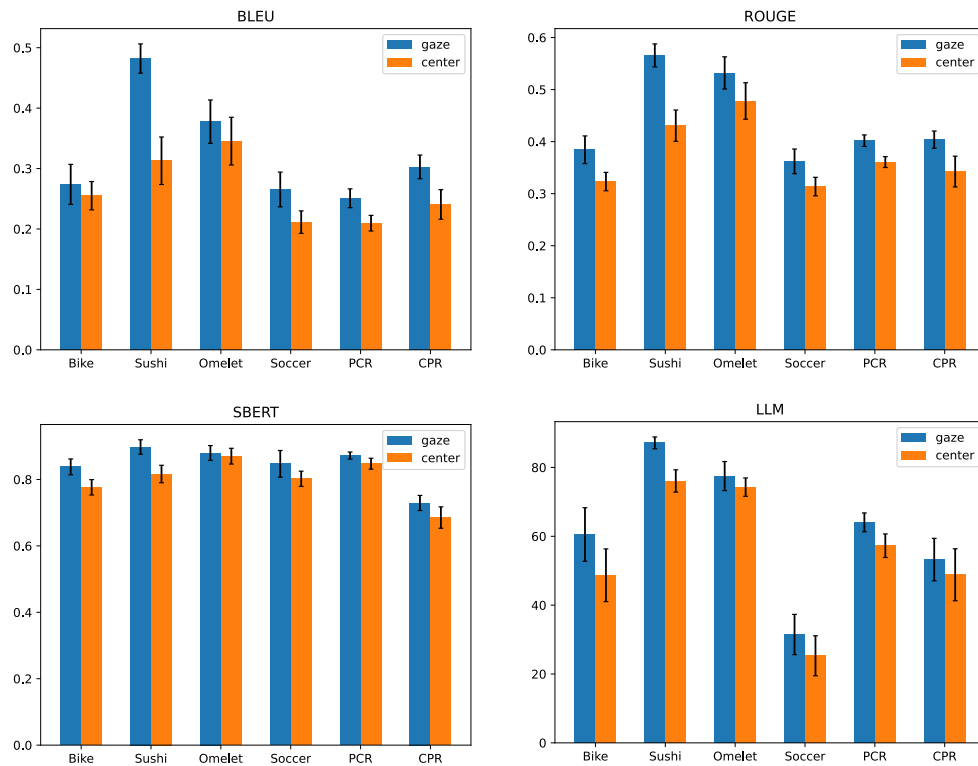 BLEU
gaze
center
0.5
0.4
0.3
0.2
0.1
0.0
Bike Sushi Omelet Soccer PCR CPR
ROUGE
gaze
center
0.6
0.5
0.4
0.3
0.2
0.1
0.0
Bike Sushi Omelet Soccer PCR CPR
SBERT
gaze
center
0.8
0.6
0.4
0.2
0.0
Bike Sushi Omelet Soccer PCR CPR
LLM
gaze
center
80
60
40
20
0
Bike Sushi Omelet Soccer PCR CPR